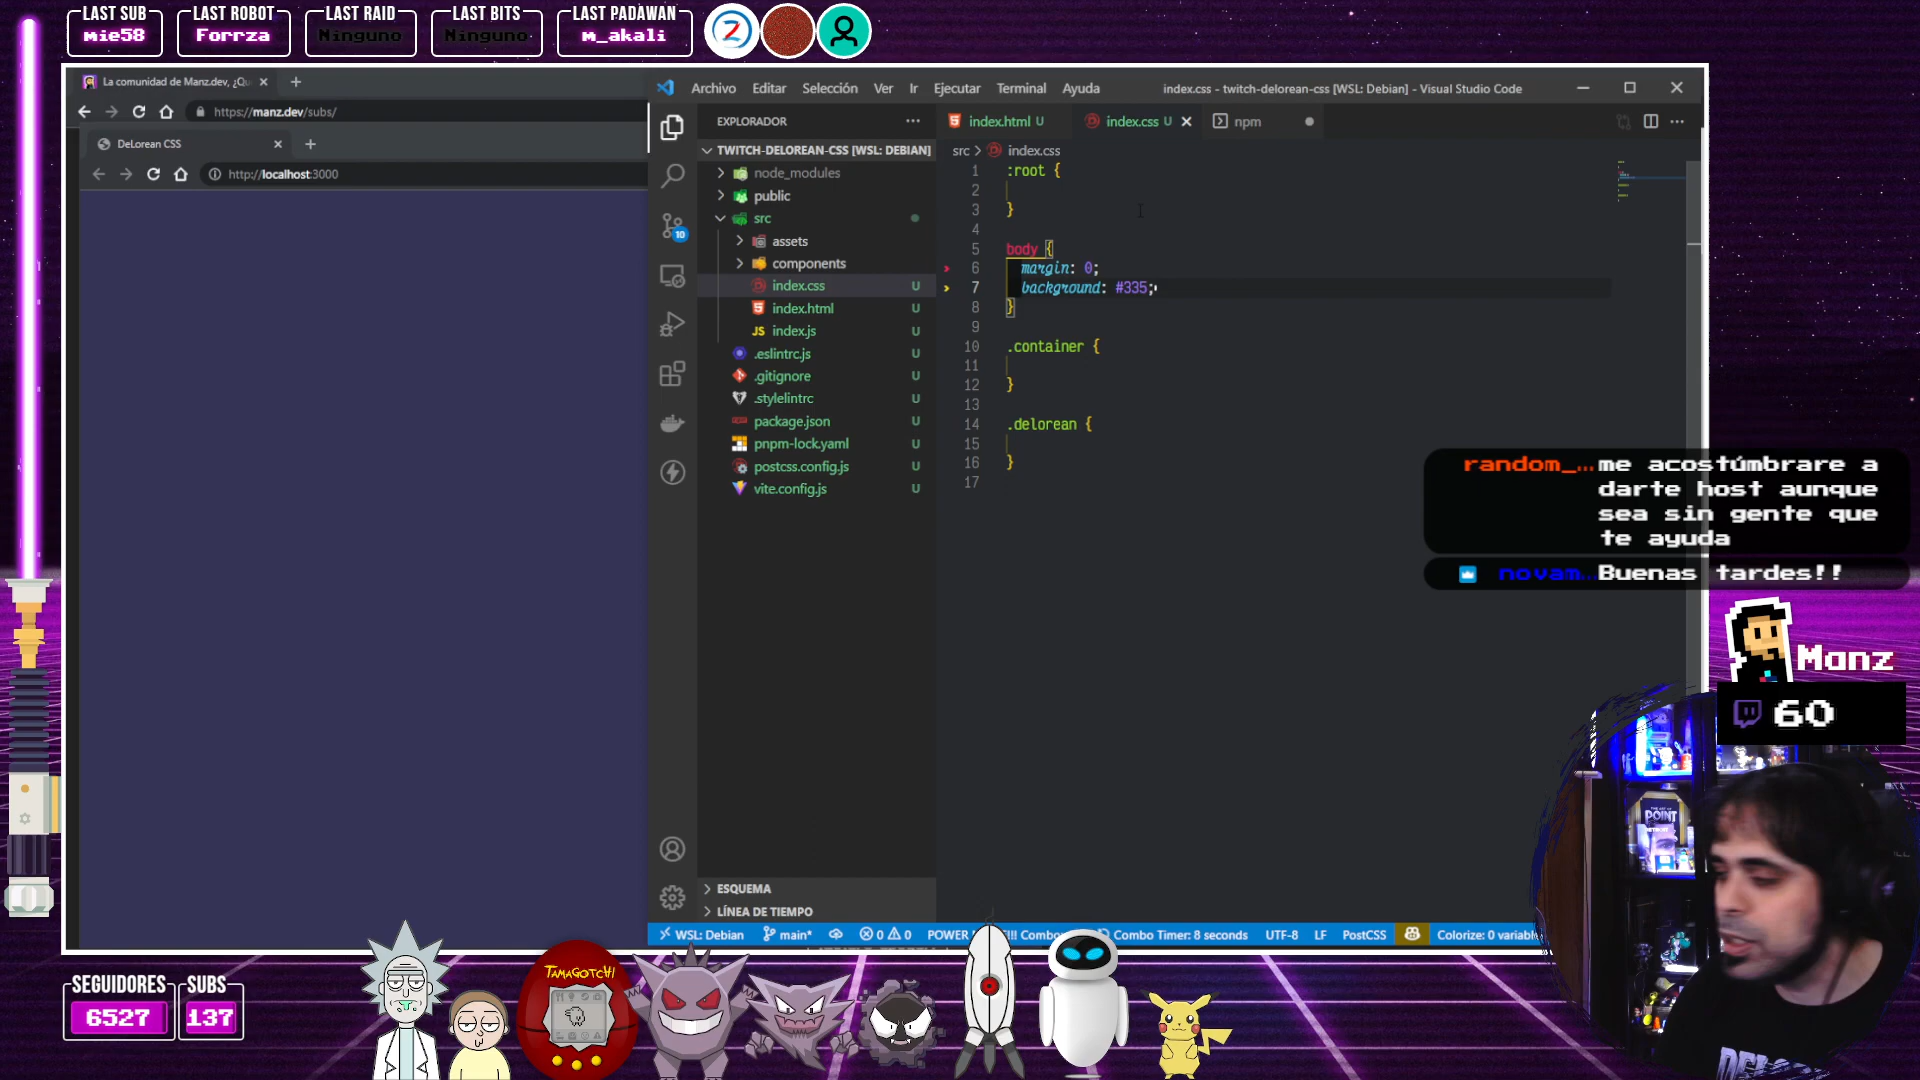 LAST SUB
mie58
LAST ROBOT
Forrza
LAST RAID
Ninguno
LAST BITS
Ninguno
LAST PADAWAN
m_akali
La comunidad de Manz.dev, ¿Qu
https://manz.dev/subs/
DeLorean CSS
http://localhost:3000
Archivo Editar Selección Ver Ir Ejecutar Terminal Ayuda
index.css - twitch-delorean-css [WSL: Debian] - Visual Studio Code
EXPLORADOR
TWITCH-DELOREAN-CSS [WSL: DEBIAN]
node_modules
public
src
assets
components
index.css U
index.html U
JS index.js U
.eslintrc.js U
.gitignore U
.stylelintrc U
package.json U
pnpm-lock.yaml U
postcss.config.js U
vite.config.js U
10
ESQUEMA
LÍNEA DE TIEMPO
index.html U
index.css U
npm
src > index.css
1 :root {
2
3 }
4
5 body {
6 margin: 0;
7 background: #335;
8 }
9
10 .container {
11
12 }
13
14 .delorean {
15
16 }
17
WSL: Debian main* 0 0 POWER Combo Timer: 8 seconds UTF-8 LF PostCSS Colorize: 0 variabl
random_... me acostúmbrare a
darte host aunque
sea sin gente que
te ayuda
novam... Buenas tardes!!
Manz
60
POINT
SEGUIDORES
6527
SUBS
137
TAMAGOTCHI